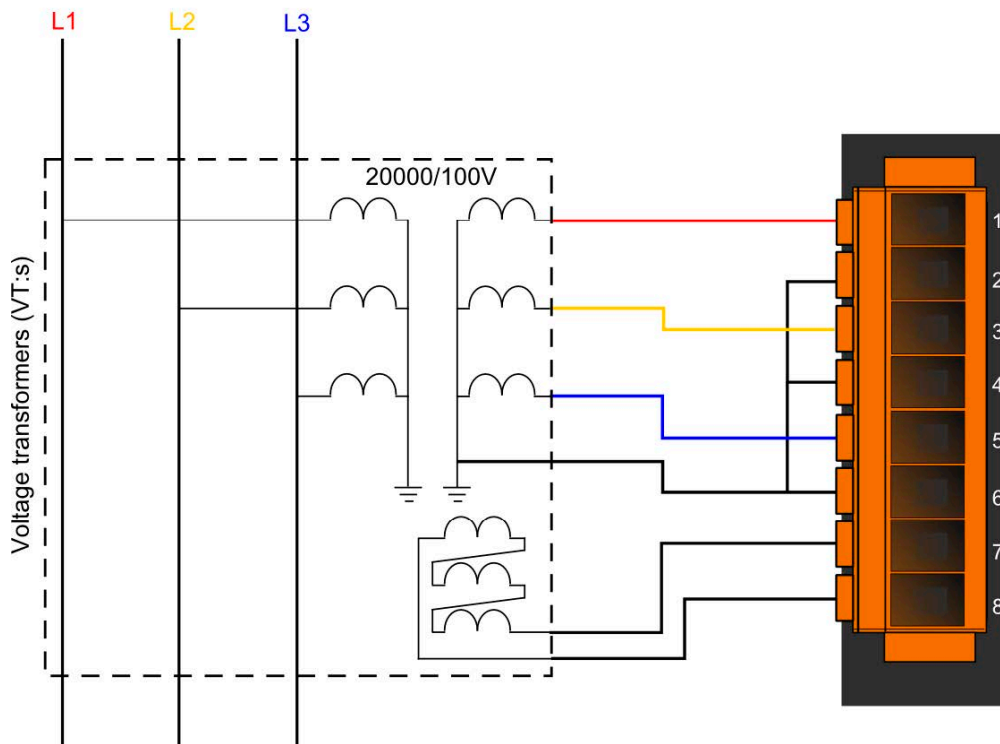 L1 L2 L3
20000/100V
Voltage transformers (VT:s)
1
2
3
4
5
6
7
8